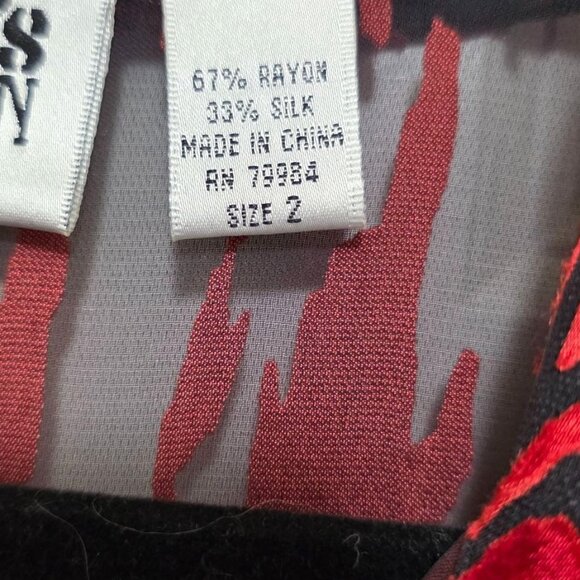 67% RAYON
33% SILK
MADE IN CHINA
RN 79984
SIZE 2